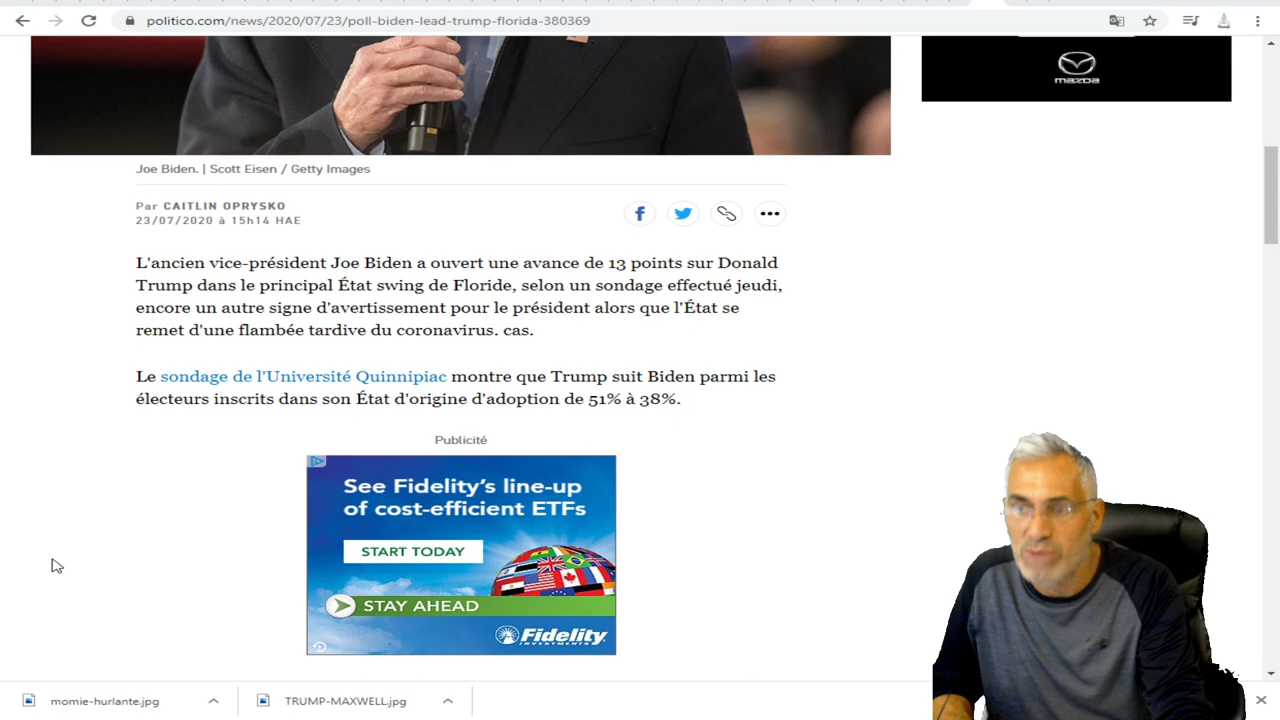 politico.com/news/2020/07/23/poll-biden-lead-trump-florida-380369
mazda
Joe Biden. | Scott Eisen / Getty Images
Par CAITLIN OPRYSKO
23/07/2020 à 15h14 HAE
L'ancien vice-président Joe Biden a ouvert une avance de 13 points sur Donald
Trump dans le principal État swing de Floride, selon un sondage effectué jeudi,
encore un autre signe d'avertissement pour le président alors que l'État se
remet d'une flambée tardive du coronavirus. cas.
Le sondage de l'Université Quinnipiac montre que Trump suit Biden parmi les
électeurs inscrits dans son État d'origine d'adoption de 51% à 38%.
Publicité
See Fidelity's line-up
of cost-efficient ETFs
START TODAY
STAY AHEAD
Fidelity
INVESTMENTS
momie-hurlante.jpg
TRUMP-MAXWELL.jpg